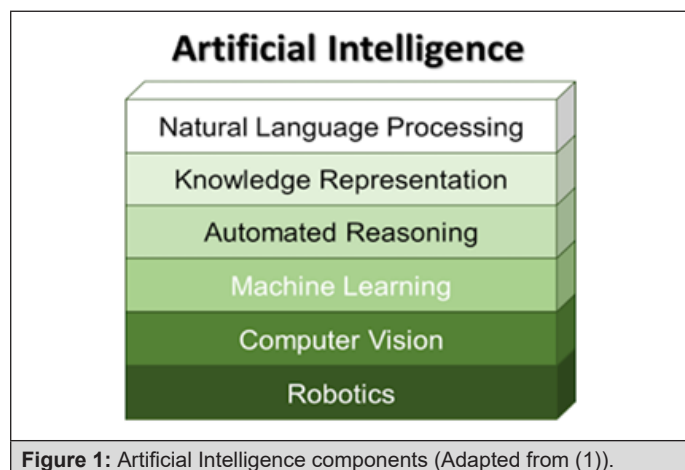 Artificial Intelligence
Natural Language Processing
Knowledge Representation
Automated Reasoning
Machine Learning
Computer Vision
Robotics
Figure 1: Artificial Intelligence components (Adapted from (1)).